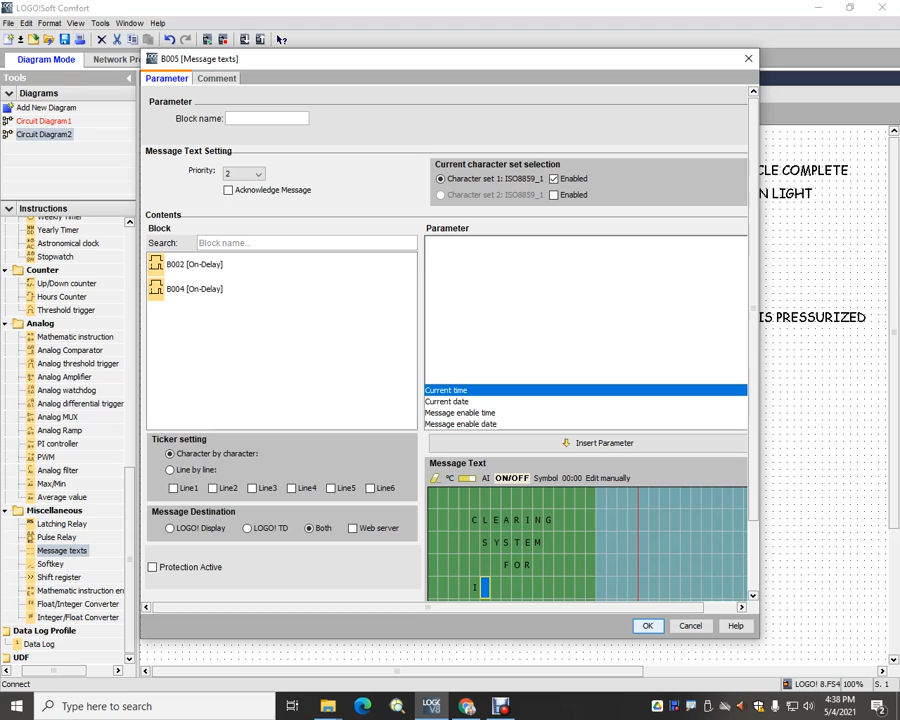 LOGO!Soft Comfort
File Edit Format View Tools Window Help
Diagram Mode Network Pr
B005 [Message texts]
Parameter Comment
Tools
Diagrams
Add New Diagram
Circuit Diagram1
Circuit Diagram2
Parameter
Block name:
Message Text Setting
Priority: 2
Acknowledge Message
Current character set selection
Character set 1: ISO8859_1 Enabled
Character set 2: ISO8859_1 Enabled
CLE COMPLETE
N LIGHT
IS PRESSURIZED
Instructions
Weekly Timer
Yearly Timer
Astronomical clock
Stopwatch
Counter
Up/Down counter
Hours Counter
Threshold trigger
Analog
Mathematic instruction
Analog Comparator
Analog threshold trigger
Analog Amplifier
Analog watchdog
Analog differential trigger
Analog MUX
Analog Ramp
PI controller
PWM
Analog filter
Max/Min
Average value
Miscellaneous
Latching Relay
Pulse Relay
Message texts
Softkey
Shift register
Mathematic instruction err
Float/Integer Converter
Integer/Float Converter
Data Log Profile
Data Log
UDF
Contents
Block
Search: Block name...
B002 [On-Delay]
B004 [On-Delay]
Parameter
Current time
Current date
Message enable time
Message enable date
Insert Parameter
Ticker setting
Character by character:
Line by line:
Line1 Line2 Line3 Line4 Line5 Line6
Message Destination
LOGO! Display LOGO! TD Both Web server
Protection Active
Message Text
°C AI ON/OFF Symbol 00:00 Edit manually
CLEARING
SYSTEM
FOR
I
OK Cancel Help
Connect
LOGO! 8.FS4 100% S. 1
Type here to search
4:38 PM
5/4/2021
2